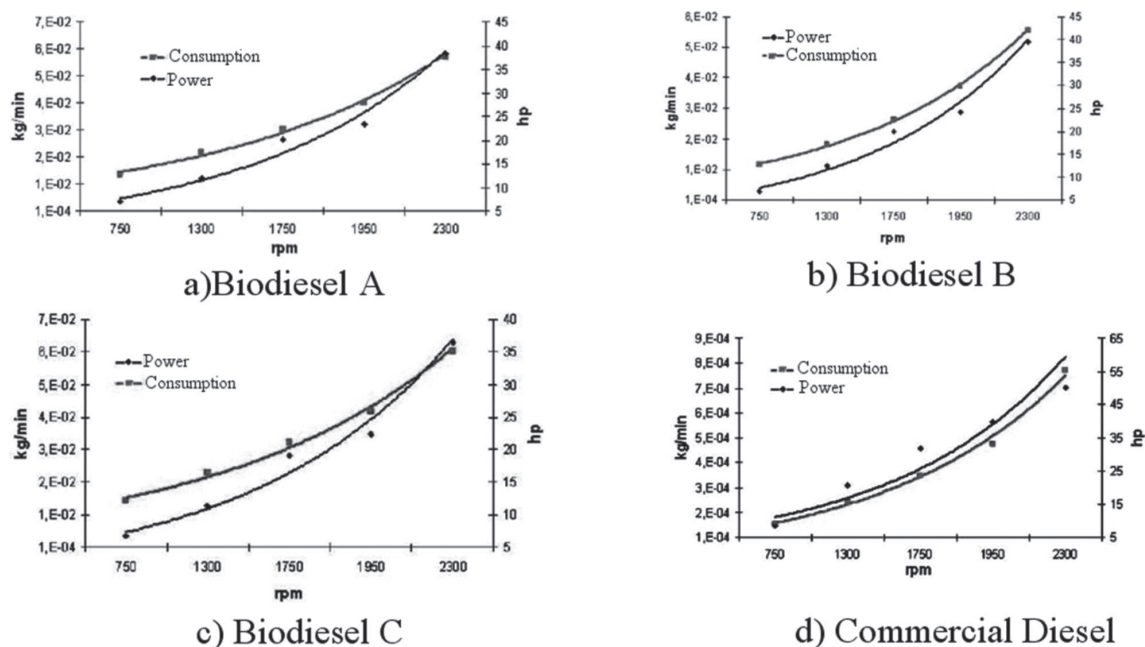 7,E-02
6,E-02
5,E-02
4,E-02
3,E-02
2,E-02
1,E-02
1,E-04
kg/min
Consumption
Power
45
40
35
30
25
20
15
10
5
hp
750 1300 1750 1950 2300
rpm
a)Biodiesel A
6,E-02
5,E-02
4,E-02
3,E-02
2,E-02
1,E-02
1,E-04
kg/min
Power
Consumption
45
40
35
30
25
20
15
10
5
hp
750 1300 1750 1950 2300
rpm
b) Biodiesel B
7,E-02
6,E-02
5,E-02
4,E-02
3,E-02
2,E-02
1,E-02
1,E-04
kg/min
Power
Consumption
40
35
30
25
20
15
10
5
hp
750 1300 1750 1950 2300
rpm
c) Biodiesel C
9,E-04
8,E-04
7,E-04
6,E-04
5,E-04
4,E-04
3,E-04
2,E-04
1,E-04
kg/min
Consumption
Power
65
55
45
35
25
15
5
hp
750 1300 1750 1950 2300
rpm
d) Commercial Diesel